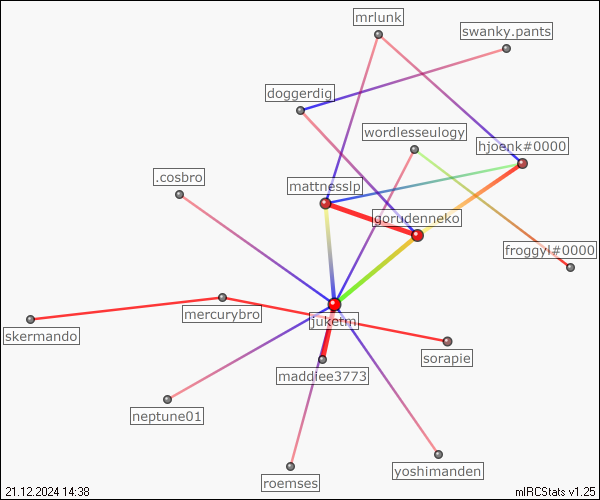 mrlunk
swanky.pants
doggerdig
wordlesseulogy
hjoenk#0000
.cosbro
mattnesslp
gorudenneko
froggyl#0000
mercurybro
juketm
skermando
sorapie
maddiee3773
neptune01
yoshimanden
roemses
21.12.2024 14:38
mIRCStats v1.25